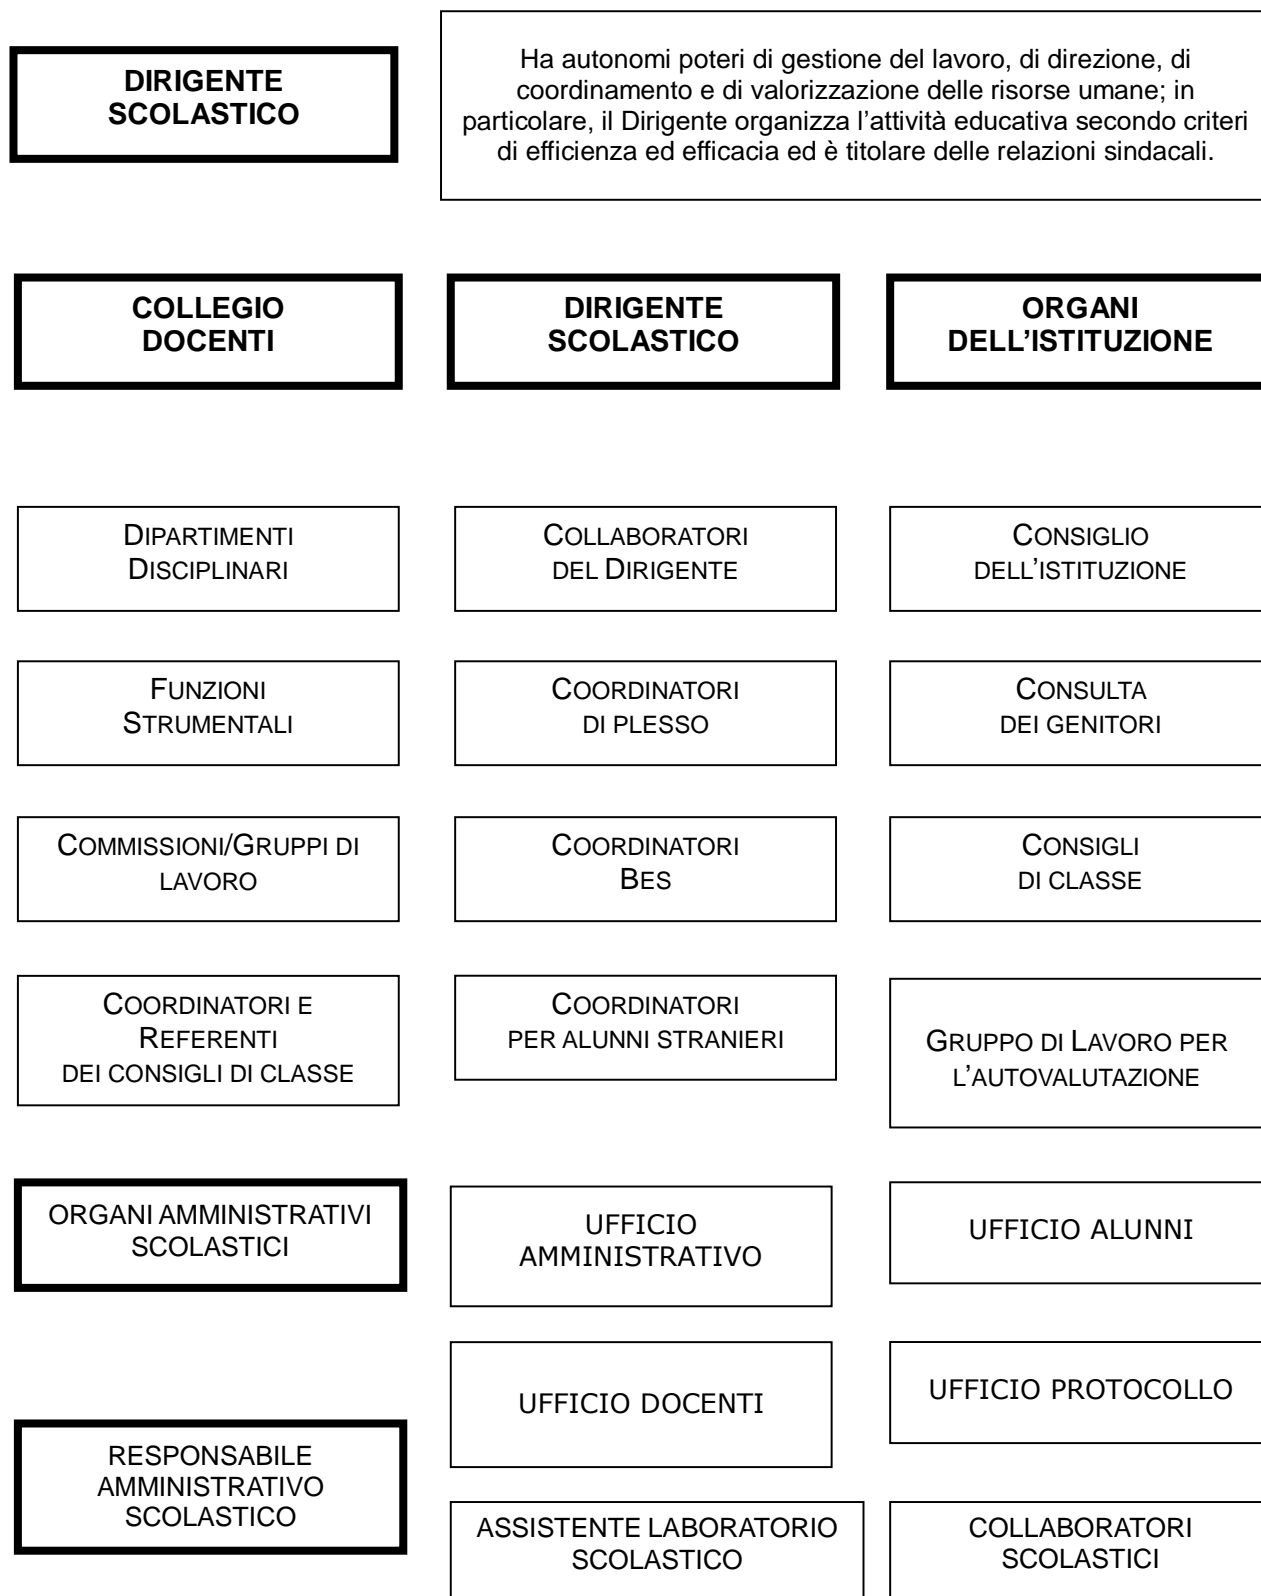 DIRIGENTE
SCOLASTICO
Ha autonomi poteri di gestione del lavoro, di direzione, di
coordinamento e di valorizzazione delle risorse umane; in
particolare, il Dirigente organizza l’attività educativa secondo criteri
di efficienza ed efficacia ed è titolare delle relazioni sindacali.
COLLEGIO
DOCENTI
DIRIGENTE
SCOLASTICO
ORGANI
DELL’ISTITUZIONE
DIPARTIMENTI
DISCIPLINARI
COLLABORATORI
DEL DIRIGENTE
CONSIGLIO
DELL’ISTITUZIONE
FUNZIONI
STRUMENTALI
COORDINATORI
DI PLESSO
CONSULTA
DEI GENITORI
COMMISSIONI/GRUPPI DI
LAVORO
COORDINATORI
BES
CONSIGLI
DI CLASSE
COORDINATORI E
REFERENTI
DEI CONSIGLI DI CLASSE
COORDINATORI
PER ALUNNI STRANIERI
GRUPPO DI LAVORO PER
L’AUTOVALUTAZIONE
ORGANI AMMINISTRATIVI
SCOLASTICI
UFFICIO
AMMINISTRATIVO
UFFICIO ALUNNI
UFFICIO DOCENTI
UFFICIO PROTOCOLLO
RESPONSABILE
AMMINISTRATIVO
SCOLASTICO
ASSISTENTE LABORATORIO
SCOLASTICO
COLLABORATORI
SCOLASTICI